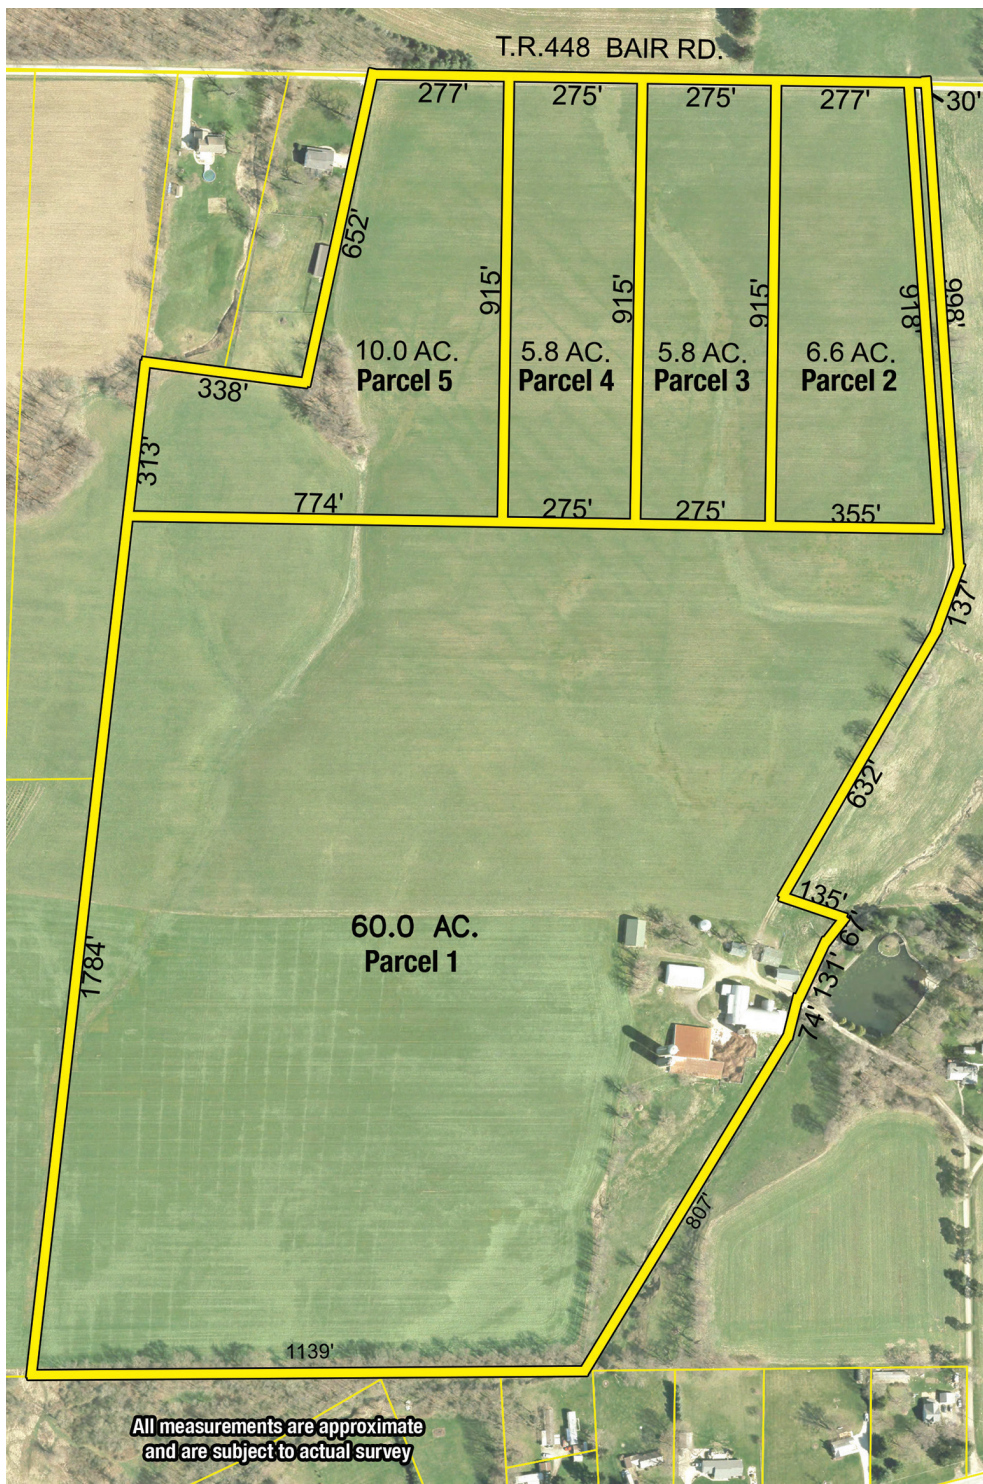 T.R.448 BAIR RD.
277'
275'
275'
277'
30'
652'
915'
915'
915'
918'
998'
10.0 AC.
Parcel 5
5.8 AC.
Parcel 4
5.8 AC.
Parcel 3
6.6 AC.
Parcel 2
338'
313'
774'
275'
275'
355'
137'
632'
135'
67'
131'
74'
60.0 AC.
Parcel 1
1784'
807'
1139'
All measurements are approximate
and are subject to actual survey